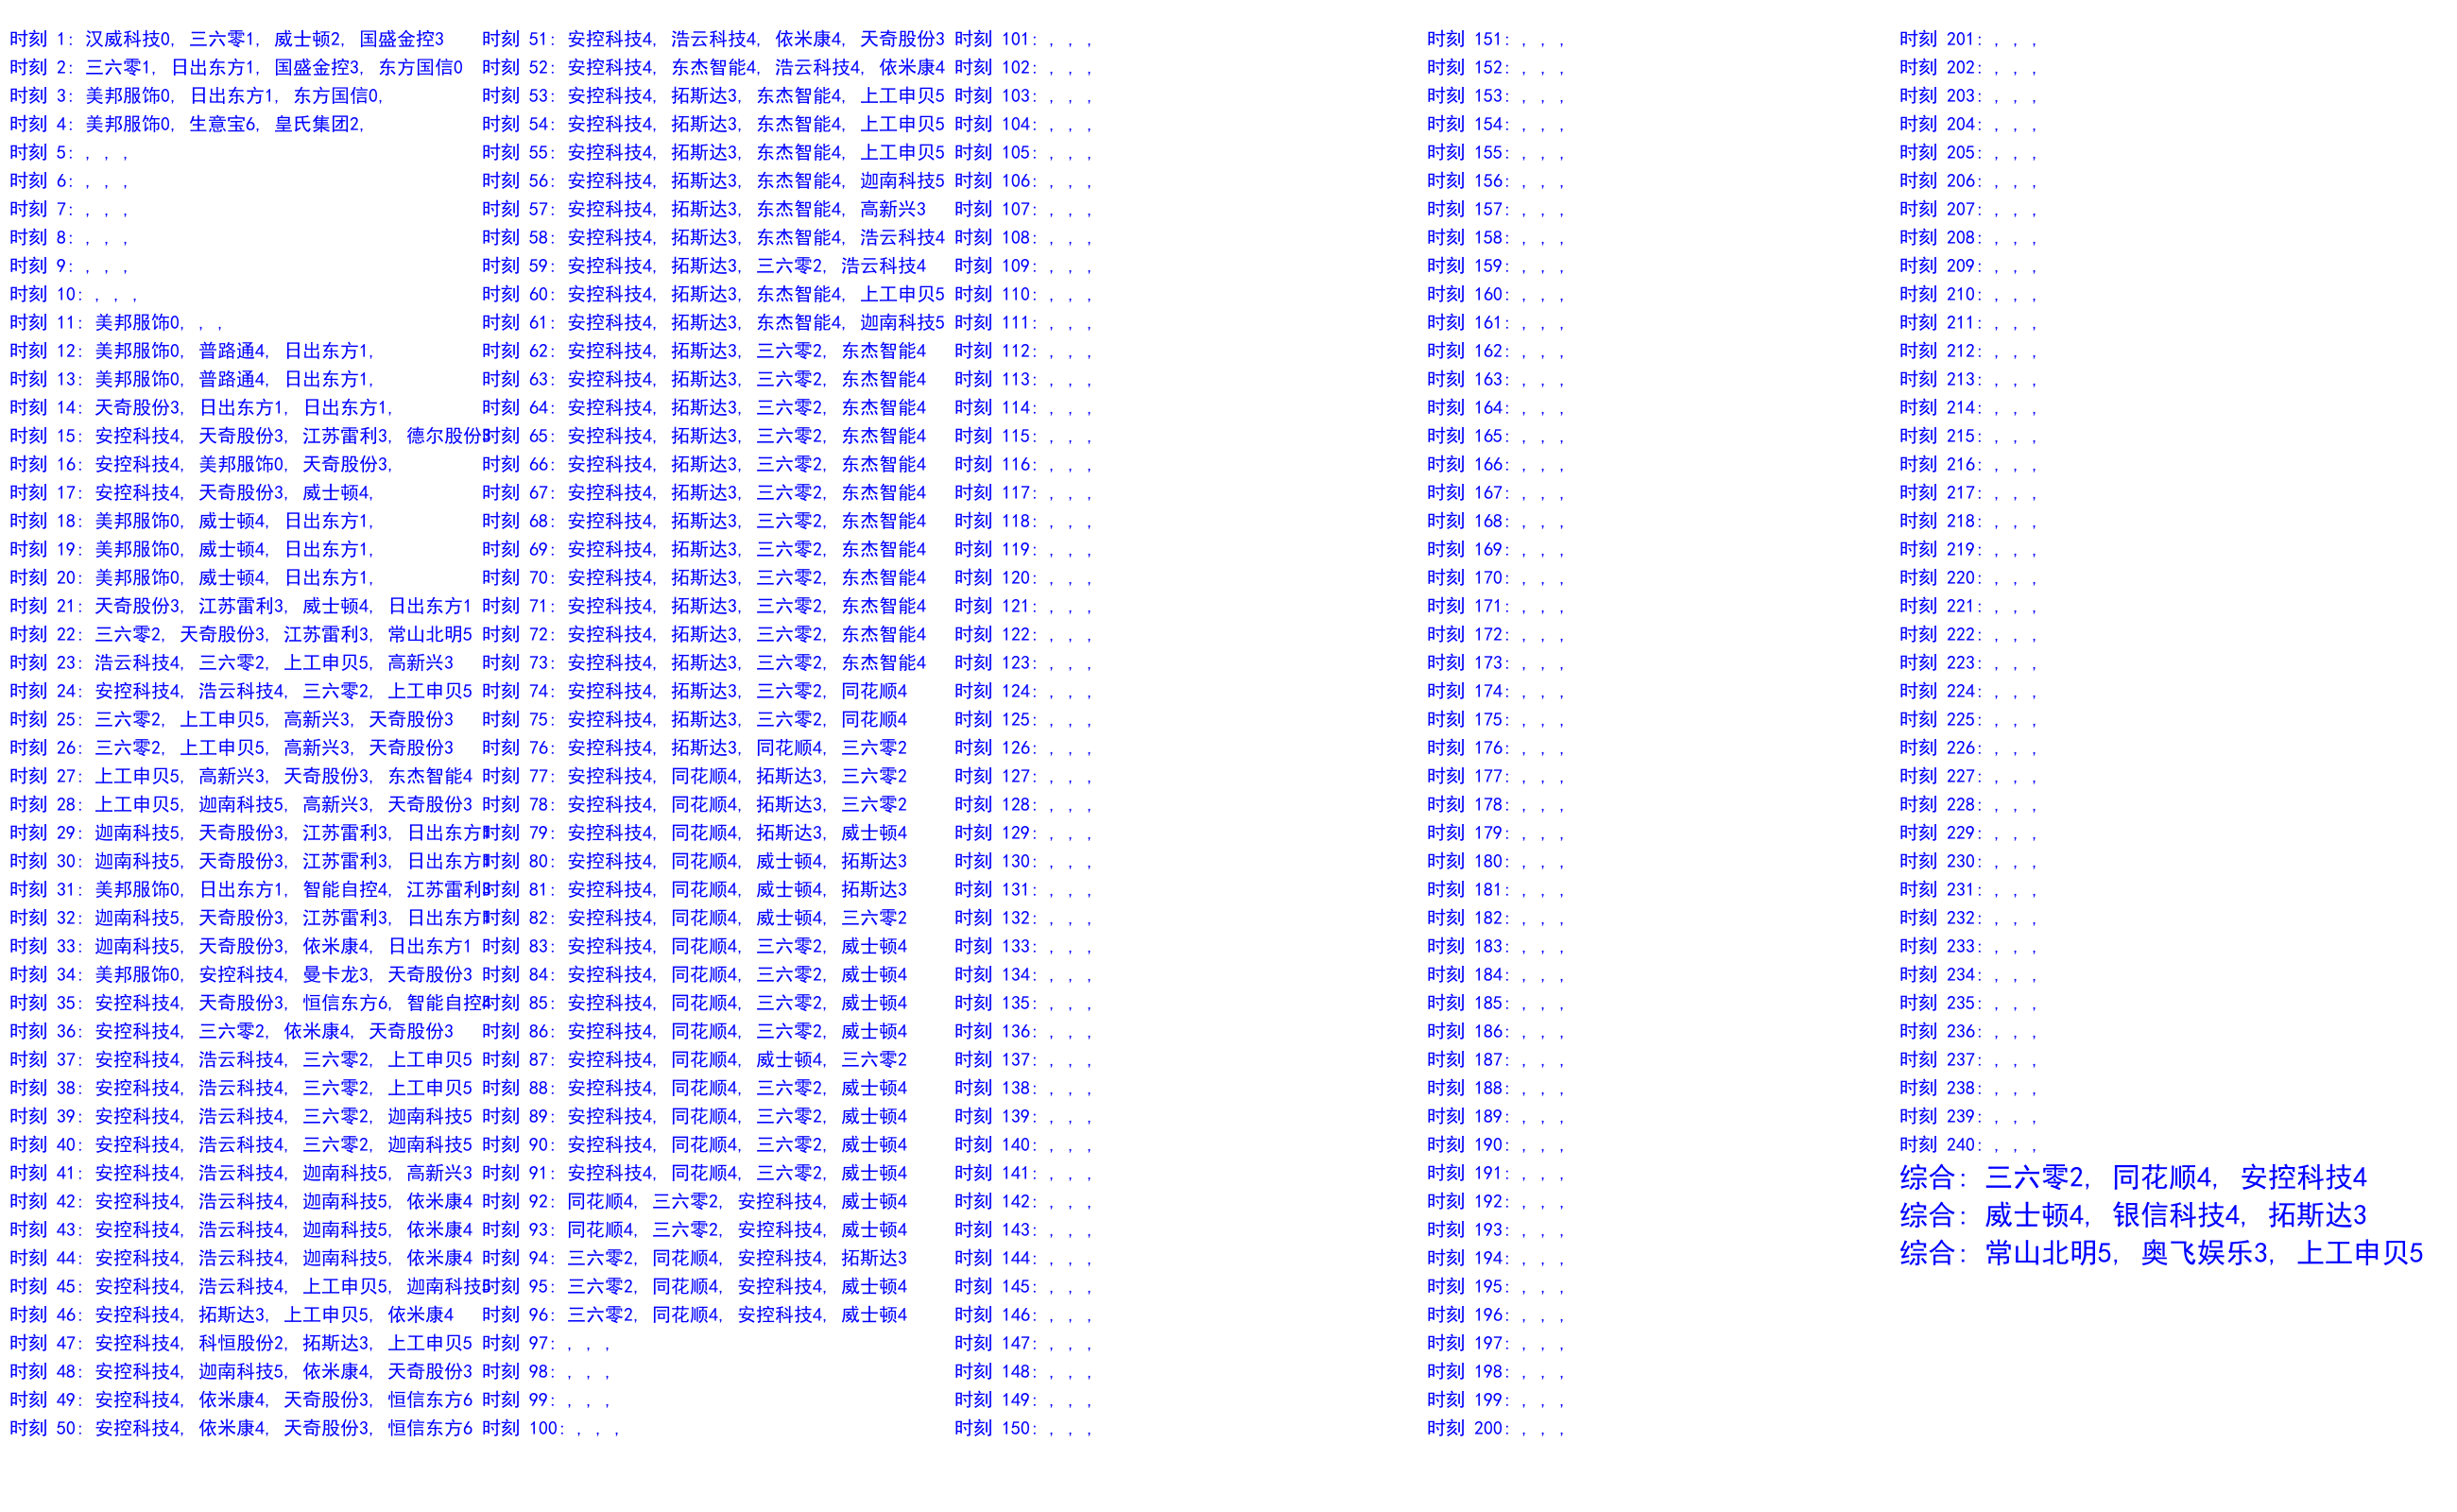 时刻 1: 汉威科技0, 三六零1, 威士顿2, 国盛金控3
时刻 2: 三六零1, 日出东方1, 国盛金控3, 东方国信0
时刻 3: 美邦服饰0, 日出东方1, 东方国信0,
时刻 4: 美邦服饰0, 生意宝6, 皇氏集团2,
时刻 5: , , ,
时刻 6: , , ,
时刻 7: , , ,
时刻 8: , , ,
时刻 9: , , ,
时刻 10: , , ,
时刻 11: 美邦服饰0, , ,
时刻 12: 美邦服饰0, 普路通4, 日出东方1,
时刻 13: 美邦服饰0, 普路通4, 日出东方1,
时刻 14: 天奇股份3, 日出东方1, 日出东方1,
时刻 15: 安控科技4, 天奇股份3, 江苏雷利3, 德尔股份3
时刻 16: 安控科技4, 美邦服饰0, 天奇股份3,
时刻 17: 安控科技4, 天奇股份3, 威士顿4,
时刻 18: 美邦服饰0, 威士顿4, 日出东方1,
时刻 19: 美邦服饰0, 威士顿4, 日出东方1,
时刻 20: 美邦服饰0, 威士顿4, 日出东方1,
时刻 21: 天奇股份3, 江苏雷利3, 威士顿4, 日出东方1
时刻 22: 三六零2, 天奇股份3, 江苏雷利3, 常山北明5
时刻 23: 浩云科技4, 三六零2, 上工申贝5, 高新兴3
时刻 24: 安控科技4, 浩云科技4, 三六零2, 上工申贝5
时刻 25: 三六零2, 上工申贝5, 高新兴3, 天奇股份3
时刻 26: 三六零2, 上工申贝5, 高新兴3, 天奇股份3
时刻 27: 上工申贝5, 高新兴3, 天奇股份3, 东杰智能4
时刻 28: 上工申贝5, 迦南科技5, 高新兴3, 天奇股份3
时刻 29: 迦南科技5, 天奇股份3, 江苏雷利3, 日出东方1
时刻 30: 迦南科技5, 天奇股份3, 江苏雷利3, 日出东方1
时刻 31: 美邦服饰0, 日出东方1, 智能自控4, 江苏雷利3
时刻 32: 迦南科技5, 天奇股份3, 江苏雷利3, 日出东方1
时刻 33: 迦南科技5, 天奇股份3, 依米康4, 日出东方1
时刻 34: 美邦服饰0, 安控科技4, 曼卡龙3, 天奇股份3
时刻 35: 安控科技4, 天奇股份3, 恒信东方6, 智能自控4
时刻 36: 安控科技4, 三六零2, 依米康4, 天奇股份3
时刻 37: 安控科技4, 浩云科技4, 三六零2, 上工申贝5
时刻 38: 安控科技4, 浩云科技4, 三六零2, 上工申贝5
时刻 39: 安控科技4, 浩云科技4, 三六零2, 迦南科技5
时刻 40: 安控科技4, 浩云科技4, 三六零2, 迦南科技5
时刻 41: 安控科技4, 浩云科技4, 迦南科技5, 高新兴3
时刻 42: 安控科技4, 浩云科技4, 迦南科技5, 依米康4
时刻 43: 安控科技4, 浩云科技4, 迦南科技5, 依米康4
时刻 44: 安控科技4, 浩云科技4, 迦南科技5, 依米康4
时刻 45: 安控科技4, 浩云科技4, 上工申贝5, 迦南科技5
时刻 46: 安控科技4, 拓斯达3, 上工申贝5, 依米康4
时刻 47: 安控科技4, 科恒股份2, 拓斯达3, 上工申贝5
时刻 48: 安控科技4, 迦南科技5, 依米康4, 天奇股份3
时刻 49: 安控科技4, 依米康4, 天奇股份3, 恒信东方6
时刻 50: 安控科技4, 依米康4, 天奇股份3, 恒信东方6
时刻 51: 安控科技4, 浩云科技4, 依米康4, 天奇股份3
时刻 52: 安控科技4, 东杰智能4, 浩云科技4, 依米康4
时刻 53: 安控科技4, 拓斯达3, 东杰智能4, 上工申贝5
时刻 54: 安控科技4, 拓斯达3, 东杰智能4, 上工申贝5
时刻 55: 安控科技4, 拓斯达3, 东杰智能4, 上工申贝5
时刻 56: 安控科技4, 拓斯达3, 东杰智能4, 迦南科技5
时刻 57: 安控科技4, 拓斯达3, 东杰智能4, 高新兴3
时刻 58: 安控科技4, 拓斯达3, 东杰智能4, 浩云科技4
时刻 59: 安控科技4, 拓斯达3, 三六零2, 浩云科技4
时刻 60: 安控科技4, 拓斯达3, 东杰智能4, 上工申贝5
时刻 61: 安控科技4, 拓斯达3, 东杰智能4, 迦南科技5
时刻 62: 安控科技4, 拓斯达3, 三六零2, 东杰智能4
时刻 63: 安控科技4, 拓斯达3, 三六零2, 东杰智能4
时刻 64: 安控科技4, 拓斯达3, 三六零2, 东杰智能4
时刻 65: 安控科技4, 拓斯达3, 三六零2, 东杰智能4
时刻 66: 安控科技4, 拓斯达3, 三六零2, 东杰智能4
时刻 67: 安控科技4, 拓斯达3, 三六零2, 东杰智能4
时刻 68: 安控科技4, 拓斯达3, 三六零2, 东杰智能4
时刻 69: 安控科技4, 拓斯达3, 三六零2, 东杰智能4
时刻 70: 安控科技4, 拓斯达3, 三六零2, 东杰智能4
时刻 71: 安控科技4, 拓斯达3, 三六零2, 东杰智能4
时刻 72: 安控科技4, 拓斯达3, 三六零2, 东杰智能4
时刻 73: 安控科技4, 拓斯达3, 三六零2, 东杰智能4
时刻 74: 安控科技4, 拓斯达3, 三六零2, 同花顺4
时刻 75: 安控科技4, 拓斯达3, 三六零2, 同花顺4
时刻 76: 安控科技4, 拓斯达3, 同花顺4, 三六零2
时刻 77: 安控科技4, 同花顺4, 拓斯达3, 三六零2
时刻 78: 安控科技4, 同花顺4, 拓斯达3, 三六零2
时刻 79: 安控科技4, 同花顺4, 拓斯达3, 威士顿4
时刻 80: 安控科技4, 同花顺4, 威士顿4, 拓斯达3
时刻 81: 安控科技4, 同花顺4, 威士顿4, 拓斯达3
时刻 82: 安控科技4, 同花顺4, 威士顿4, 三六零2
时刻 83: 安控科技4, 同花顺4, 三六零2, 威士顿4
时刻 84: 安控科技4, 同花顺4, 三六零2, 威士顿4
时刻 85: 安控科技4, 同花顺4, 三六零2, 威士顿4
时刻 86: 安控科技4, 同花顺4, 三六零2, 威士顿4
时刻 87: 安控科技4, 同花顺4, 威士顿4, 三六零2
时刻 88: 安控科技4, 同花顺4, 三六零2, 威士顿4
时刻 89: 安控科技4, 同花顺4, 三六零2, 威士顿4
时刻 90: 安控科技4, 同花顺4, 三六零2, 威士顿4
时刻 91: 安控科技4, 同花顺4, 三六零2, 威士顿4
时刻 92: 同花顺4, 三六零2, 安控科技4, 威士顿4
时刻 93: 同花顺4, 三六零2, 安控科技4, 威士顿4
时刻 94: 三六零2, 同花顺4, 安控科技4, 拓斯达3
时刻 95: 三六零2, 同花顺4, 安控科技4, 威士顿4
时刻 96: 三六零2, 同花顺4, 安控科技4, 威士顿4
时刻 97: , , ,
时刻 98: , , ,
时刻 99: , , ,
时刻 100: , , ,
时刻 101: , , ,
时刻 102: , , ,
时刻 103: , , ,
时刻 104: , , ,
时刻 105: , , ,
时刻 106: , , ,
时刻 107: , , ,
时刻 108: , , ,
时刻 109: , , ,
时刻 110: , , ,
时刻 111: , , ,
时刻 112: , , ,
时刻 113: , , ,
时刻 114: , , ,
时刻 115: , , ,
时刻 116: , , ,
时刻 117: , , ,
时刻 118: , , ,
时刻 119: , , ,
时刻 120: , , ,
时刻 121: , , ,
时刻 122: , , ,
时刻 123: , , ,
时刻 124: , , ,
时刻 125: , , ,
时刻 126: , , ,
时刻 127: , , ,
时刻 128: , , ,
时刻 129: , , ,
时刻 130: , , ,
时刻 131: , , ,
时刻 132: , , ,
时刻 133: , , ,
时刻 134: , , ,
时刻 135: , , ,
时刻 136: , , ,
时刻 137: , , ,
时刻 138: , , ,
时刻 139: , , ,
时刻 140: , , ,
时刻 141: , , ,
时刻 142: , , ,
时刻 143: , , ,
时刻 144: , , ,
时刻 145: , , ,
时刻 146: , , ,
时刻 147: , , ,
时刻 148: , , ,
时刻 149: , , ,
时刻 150: , , ,
时刻 151: , , ,
时刻 152: , , ,
时刻 153: , , ,
时刻 154: , , ,
时刻 155: , , ,
时刻 156: , , ,
时刻 157: , , ,
时刻 158: , , ,
时刻 159: , , ,
时刻 160: , , ,
时刻 161: , , ,
时刻 162: , , ,
时刻 163: , , ,
时刻 164: , , ,
时刻 165: , , ,
时刻 166: , , ,
时刻 167: , , ,
时刻 168: , , ,
时刻 169: , , ,
时刻 170: , , ,
时刻 171: , , ,
时刻 172: , , ,
时刻 173: , , ,
时刻 174: , , ,
时刻 175: , , ,
时刻 176: , , ,
时刻 177: , , ,
时刻 178: , , ,
时刻 179: , , ,
时刻 180: , , ,
时刻 181: , , ,
时刻 182: , , ,
时刻 183: , , ,
时刻 184: , , ,
时刻 185: , , ,
时刻 186: , , ,
时刻 187: , , ,
时刻 188: , , ,
时刻 189: , , ,
时刻 190: , , ,
时刻 191: , , ,
时刻 192: , , ,
时刻 193: , , ,
时刻 194: , , ,
时刻 195: , , ,
时刻 196: , , ,
时刻 197: , , ,
时刻 198: , , ,
时刻 199: , , ,
时刻 200: , , ,
时刻 201: , , ,
时刻 202: , , ,
时刻 203: , , ,
时刻 204: , , ,
时刻 205: , , ,
时刻 206: , , ,
时刻 207: , , ,
时刻 208: , , ,
时刻 209: , , ,
时刻 210: , , ,
时刻 211: , , ,
时刻 212: , , ,
时刻 213: , , ,
时刻 214: , , ,
时刻 215: , , ,
时刻 216: , , ,
时刻 217: , , ,
时刻 218: , , ,
时刻 219: , , ,
时刻 220: , , ,
时刻 221: , , ,
时刻 222: , , ,
时刻 223: , , ,
时刻 224: , , ,
时刻 225: , , ,
时刻 226: , , ,
时刻 227: , , ,
时刻 228: , , ,
时刻 229: , , ,
时刻 230: , , ,
时刻 231: , , ,
时刻 232: , , ,
时刻 233: , , ,
时刻 234: , , ,
时刻 235: , , ,
时刻 236: , , ,
时刻 237: , , ,
时刻 238: , , ,
时刻 239: , , ,
时刻 240: , , ,
综合: 三六零2, 同花顺4, 安控科技4
综合: 威士顿4, 银信科技4, 拓斯达3
综合: 常山北明5, 奥飞娱乐3, 上工申贝5